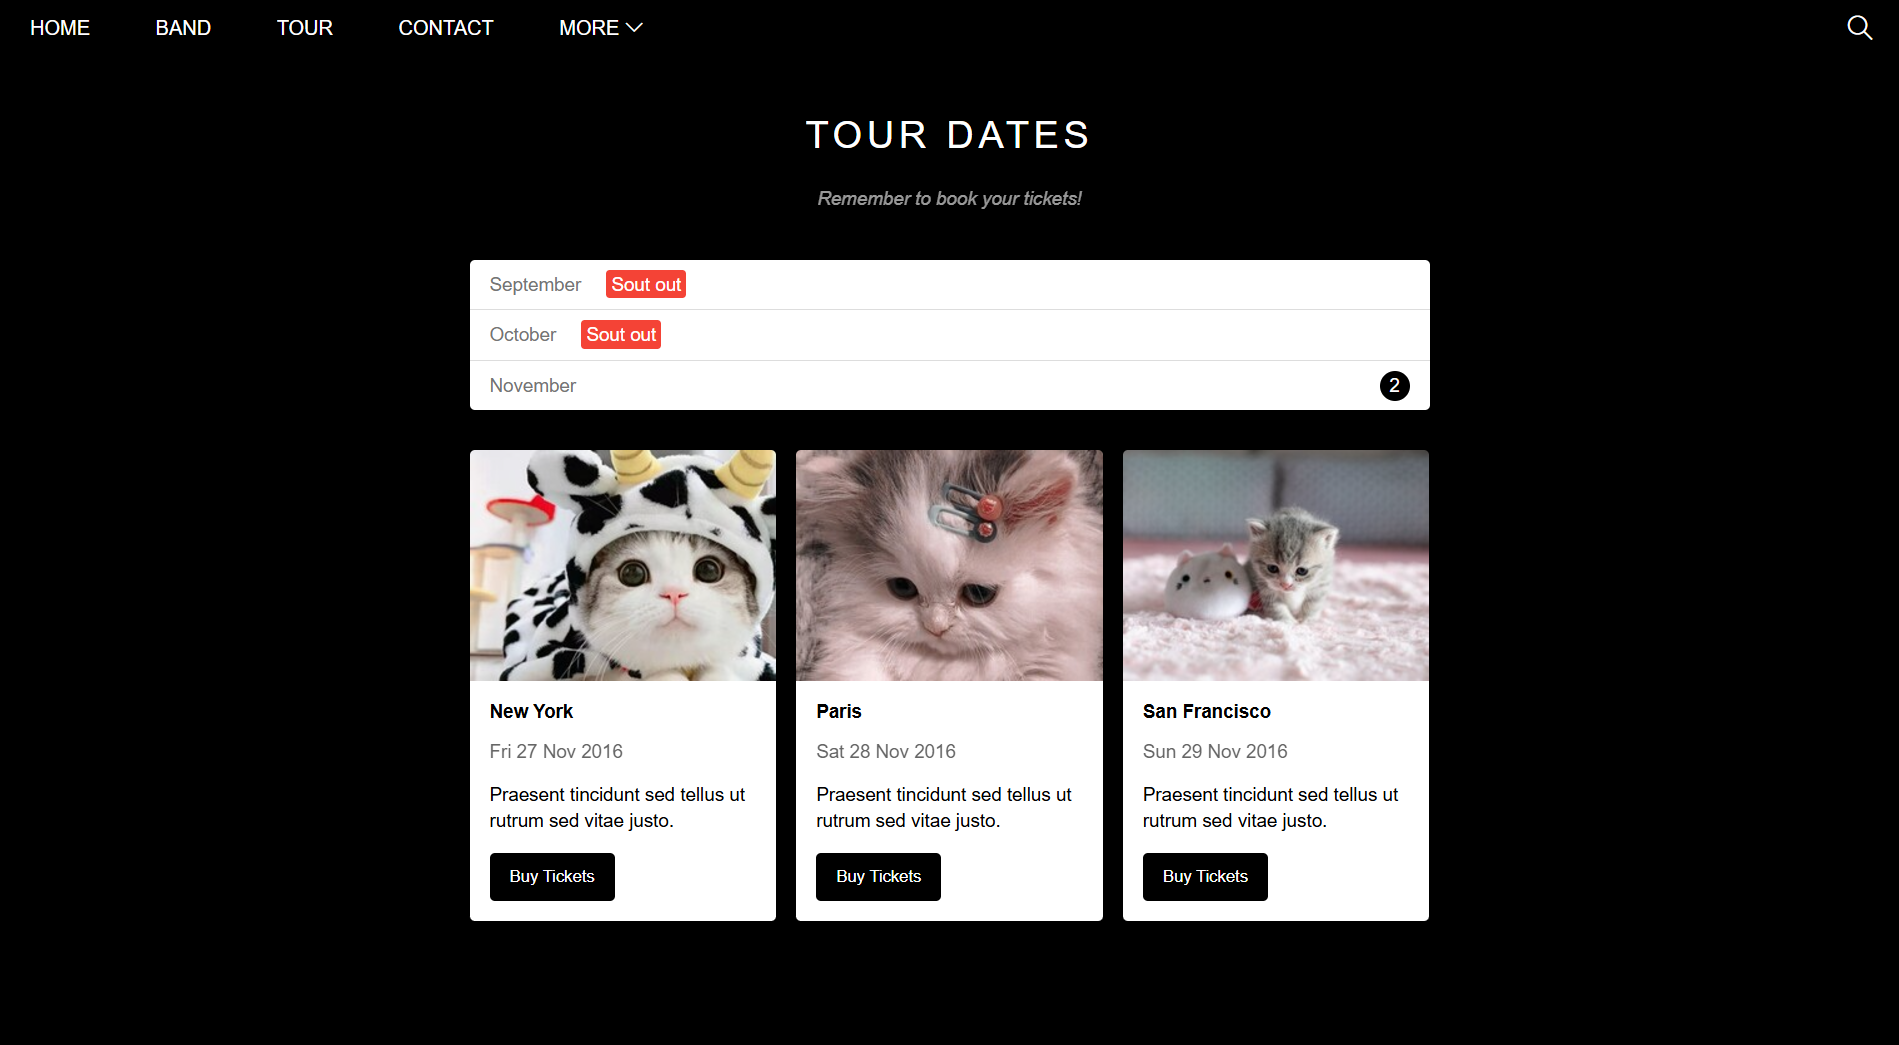 HOME BAND TOUR CONTACT MORE
TOUR DATES
Remember to book your tickets!
September Sout out
October Sout out
November 2
New York
Fri 27 Nov 2016
Praesent tincidunt sed tellus ut
rutrum sed vitae justo.
Buy Tickets
Paris
Sat 28 Nov 2016
Praesent tincidunt sed tellus ut
rutrum sed vitae justo.
Buy Tickets
San Francisco
Sun 29 Nov 2016
Praesent tincidunt sed tellus ut
rutrum sed vitae justo.
Buy Tickets